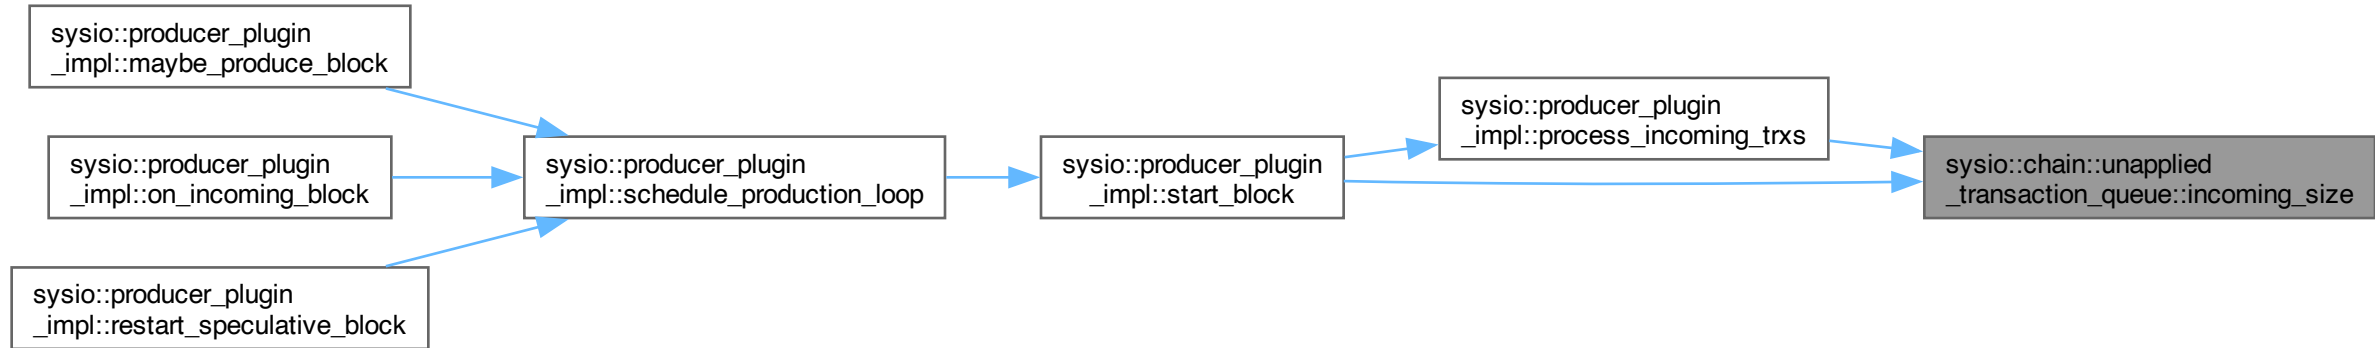 sysio::producer_plugin
_impl::maybe_produce_block
sysio::producer_plugin
_impl::on_incoming_block
sysio::producer_plugin
_impl::restart_speculative_block
sysio::producer_plugin
_impl::schedule_production_loop
sysio::producer_plugin
_impl::start_block
sysio::producer_plugin
_impl::process_incoming_trxs
sysio::chain::unapplied
_transaction_queue::incoming_size